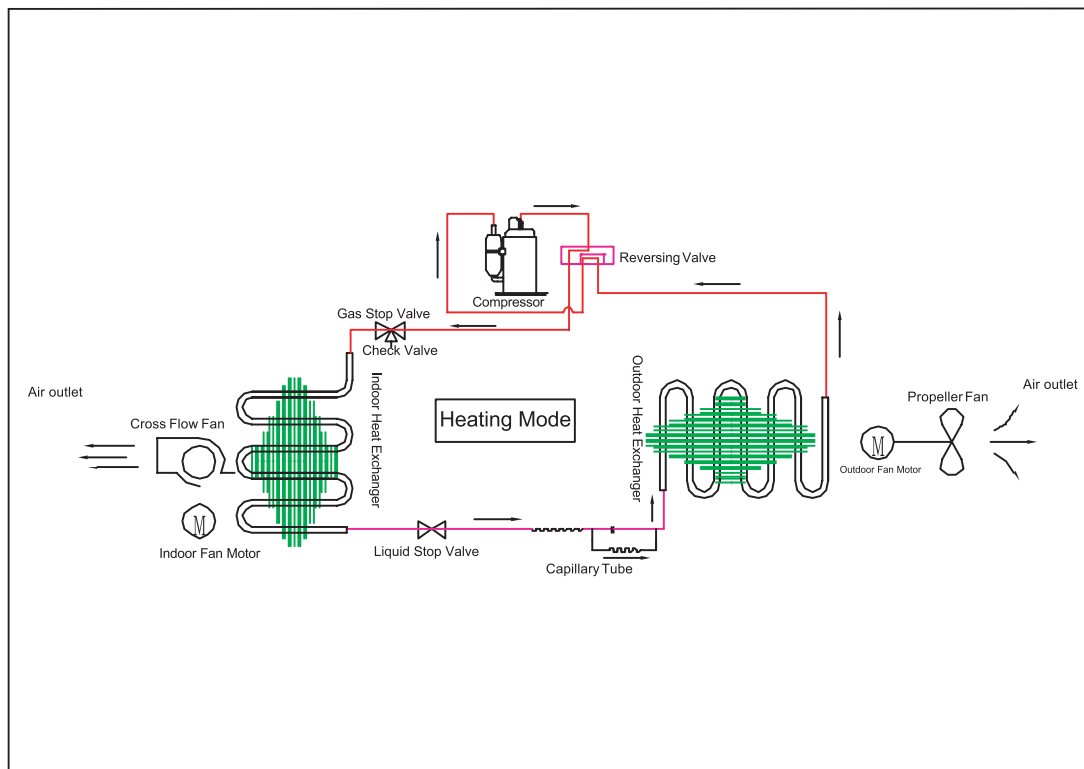 Reversing Valve
Compressor
Gas Stop Valve
Check Valve
Air outlet
Cross Flow Fan
M
Indoor Fan Motor
Indoor Heat Exchanger
Heating Mode
Outdoor Heat Exchanger
Air outlet
Propeller Fan
M
Outdoor Fan Motor
Liquid Stop Valve
Capillary Tube